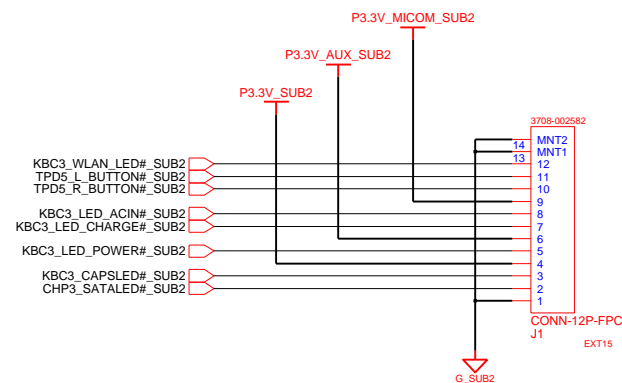 P3.3V_MICOM_SUB2
P3.3V_AUX_SUB2
P3.3V_SUB2
3708-002582
MNT2
14
MNT1
13
KBC3_WLAN_LED#_SUB2 12
TPD5_L_BUTTON#_SUB2 11
TPD5_R_BUTTON#_SUB2 10
9
KBC3_LED_ACIN#_SUB2 8
KBC3_LED_CHARGE#_SUB2 7
6
KBC3_LED_POWER#_SUB2 5
4
KBC3_CAPSLED#_SUB2 3
CHP3_SATALED#_SUB2 2
1
CONN-12P-FPC
J1
EXT15
G_SUB2